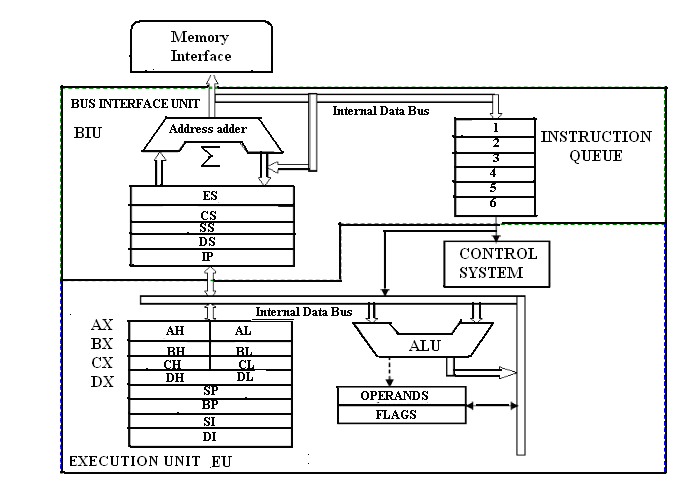 Memory
Interface
BUS INTERFACE UNIT
Internal Data Bus
BIU
Address adder
Σ
1
2
3
4
5
6
INSTRUCTION
QUEUE
ES
CS
SS
DS
IP
CONTROL
SYSTEM
Internal Data Bus
AX
AH AL
BX
BH BL
CX
CH CL
DX
DH DL
SP
BP
SI
DI
ALU
OPERANDS
FLAGS
EXECUTION UNIT EU